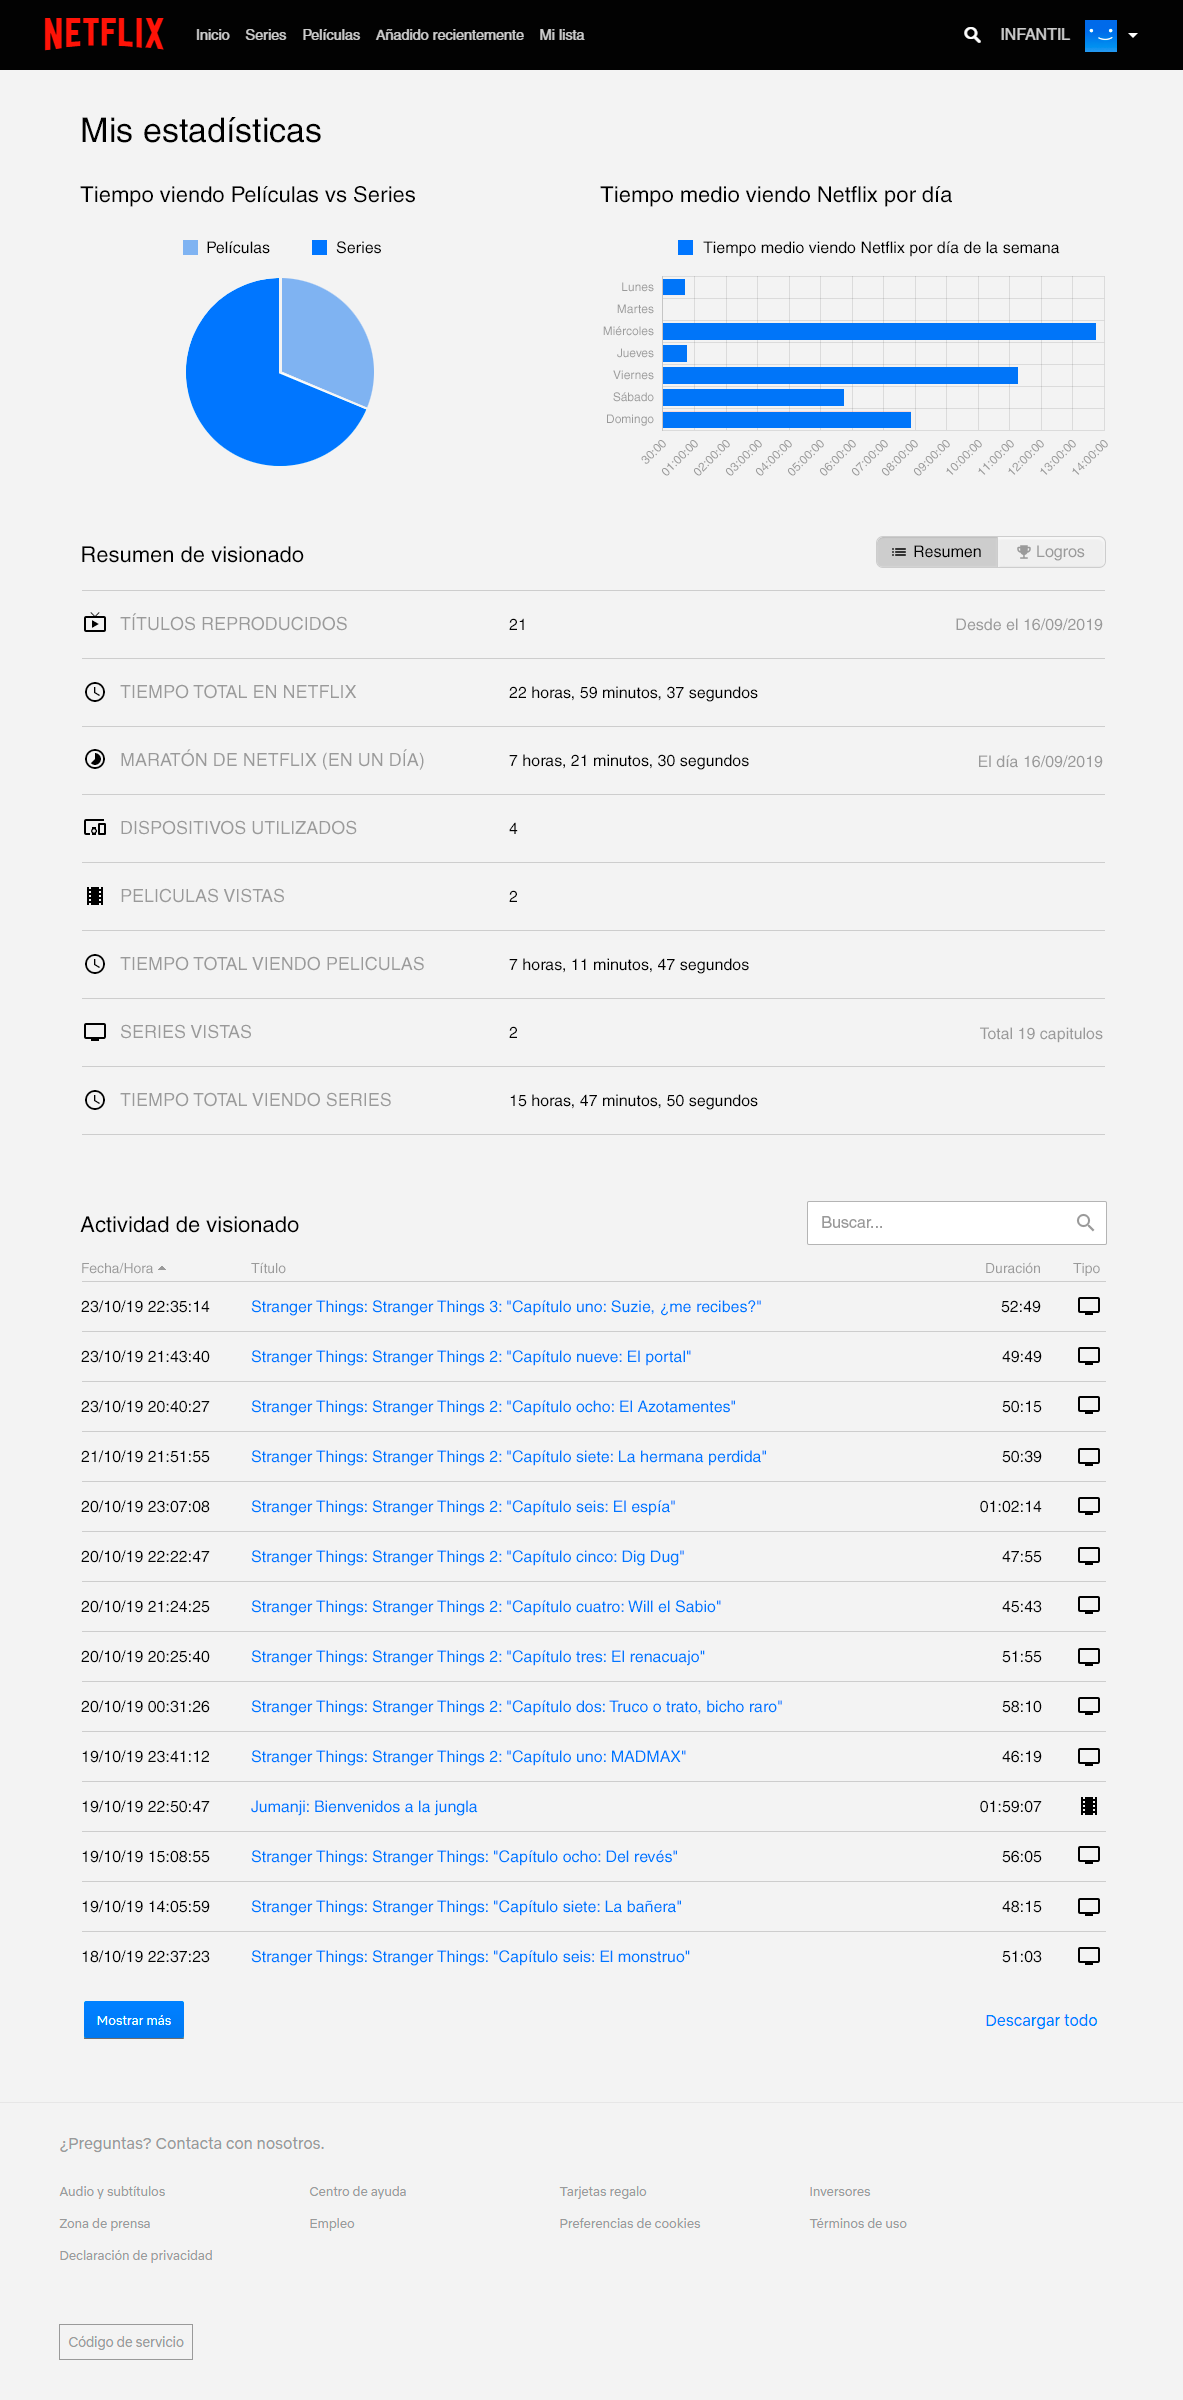 NETFLIX Inicio Series Películas Añadido recientemente Mi lista INFANTIL
Mis estadísticas
Tiempo viendo Películas vs Series
Películas Series
Tiempo medio viendo Netflix por día
Tiempo medio viendo Netflix por día de la semana
Lunes
Martes
Miércoles
Jueves
Viernes
Sábado
Domingo
30:00 01:00:00 02:00:00 03:00:00 04:00:00 05:00:00 06:00:00 07:00:00 08:00:00 09:00:00 10:00:00 11:00:00 12:00:00 13:00:00 14:00:00
Resumen de visionado Resumen Logros
TÍTULOS REPRODUCIDOS 21 Desde el 16/09/2019
TIEMPO TOTAL EN NETFLIX 22 horas, 59 minutos, 37 segundos
MARATÓN DE NETFLIX (EN UN DÍA) 7 horas, 21 minutos, 30 segundos El día 16/09/2019
DISPOSITIVOS UTILIZADOS 4
PELICULAS VISTAS 2
TIEMPO TOTAL VIENDO PELICULAS 7 horas, 11 minutos, 47 segundos
SERIES VISTAS 2 Total 19 capitulos
TIEMPO TOTAL VIENDO SERIES 15 horas, 47 minutos, 50 segundos
Actividad de visionado Buscar...
Fecha/Hora Título Duración Tipo
23/10/19 22:35:14 Stranger Things: Stranger Things 3: "Capítulo uno: Suzie, ¿me recibes?" 52:49
23/10/19 21:43:40 Stranger Things: Stranger Things 2: "Capítulo nueve: El portal" 49:49
23/10/19 20:40:27 Stranger Things: Stranger Things 2: "Capítulo ocho: El Azotamentes" 50:15
21/10/19 21:51:55 Stranger Things: Stranger Things 2: "Capítulo siete: La hermana perdida" 50:39
20/10/19 23:07:08 Stranger Things: Stranger Things 2: "Capítulo seis: El espía" 01:02:14
20/10/19 22:22:47 Stranger Things: Stranger Things 2: "Capítulo cinco: Dig Dug" 47:55
20/10/19 21:24:25 Stranger Things: Stranger Things 2: "Capítulo cuatro: Will el Sabio" 45:43
20/10/19 20:25:40 Stranger Things: Stranger Things 2: "Capítulo tres: El renacuajo" 51:55
20/10/19 00:31:26 Stranger Things: Stranger Things 2: "Capítulo dos: Truco o trato, bicho raro" 58:10
19/10/19 23:41:12 Stranger Things: Stranger Things 2: "Capítulo uno: MADMAX" 46:19
19/10/19 22:50:47 Jumanji: Bienvenidos a la jungla 01:59:07
19/10/19 15:08:55 Stranger Things: Stranger Things: "Capítulo ocho: Del revés" 56:05
19/10/19 14:05:59 Stranger Things: Stranger Things: "Capítulo siete: La bañera" 48:15
18/10/19 22:37:23 Stranger Things: Stranger Things: "Capítulo seis: El monstruo" 51:03
Mostrar más Descargar todo
¿Preguntas? Contacta con nosotros.
Audio y subtítulos Centro de ayuda Tarjetas regalo Inversores
Zona de prensa Empleo Preferencias de cookies Términos de uso
Declaración de privacidad
Código de servicio